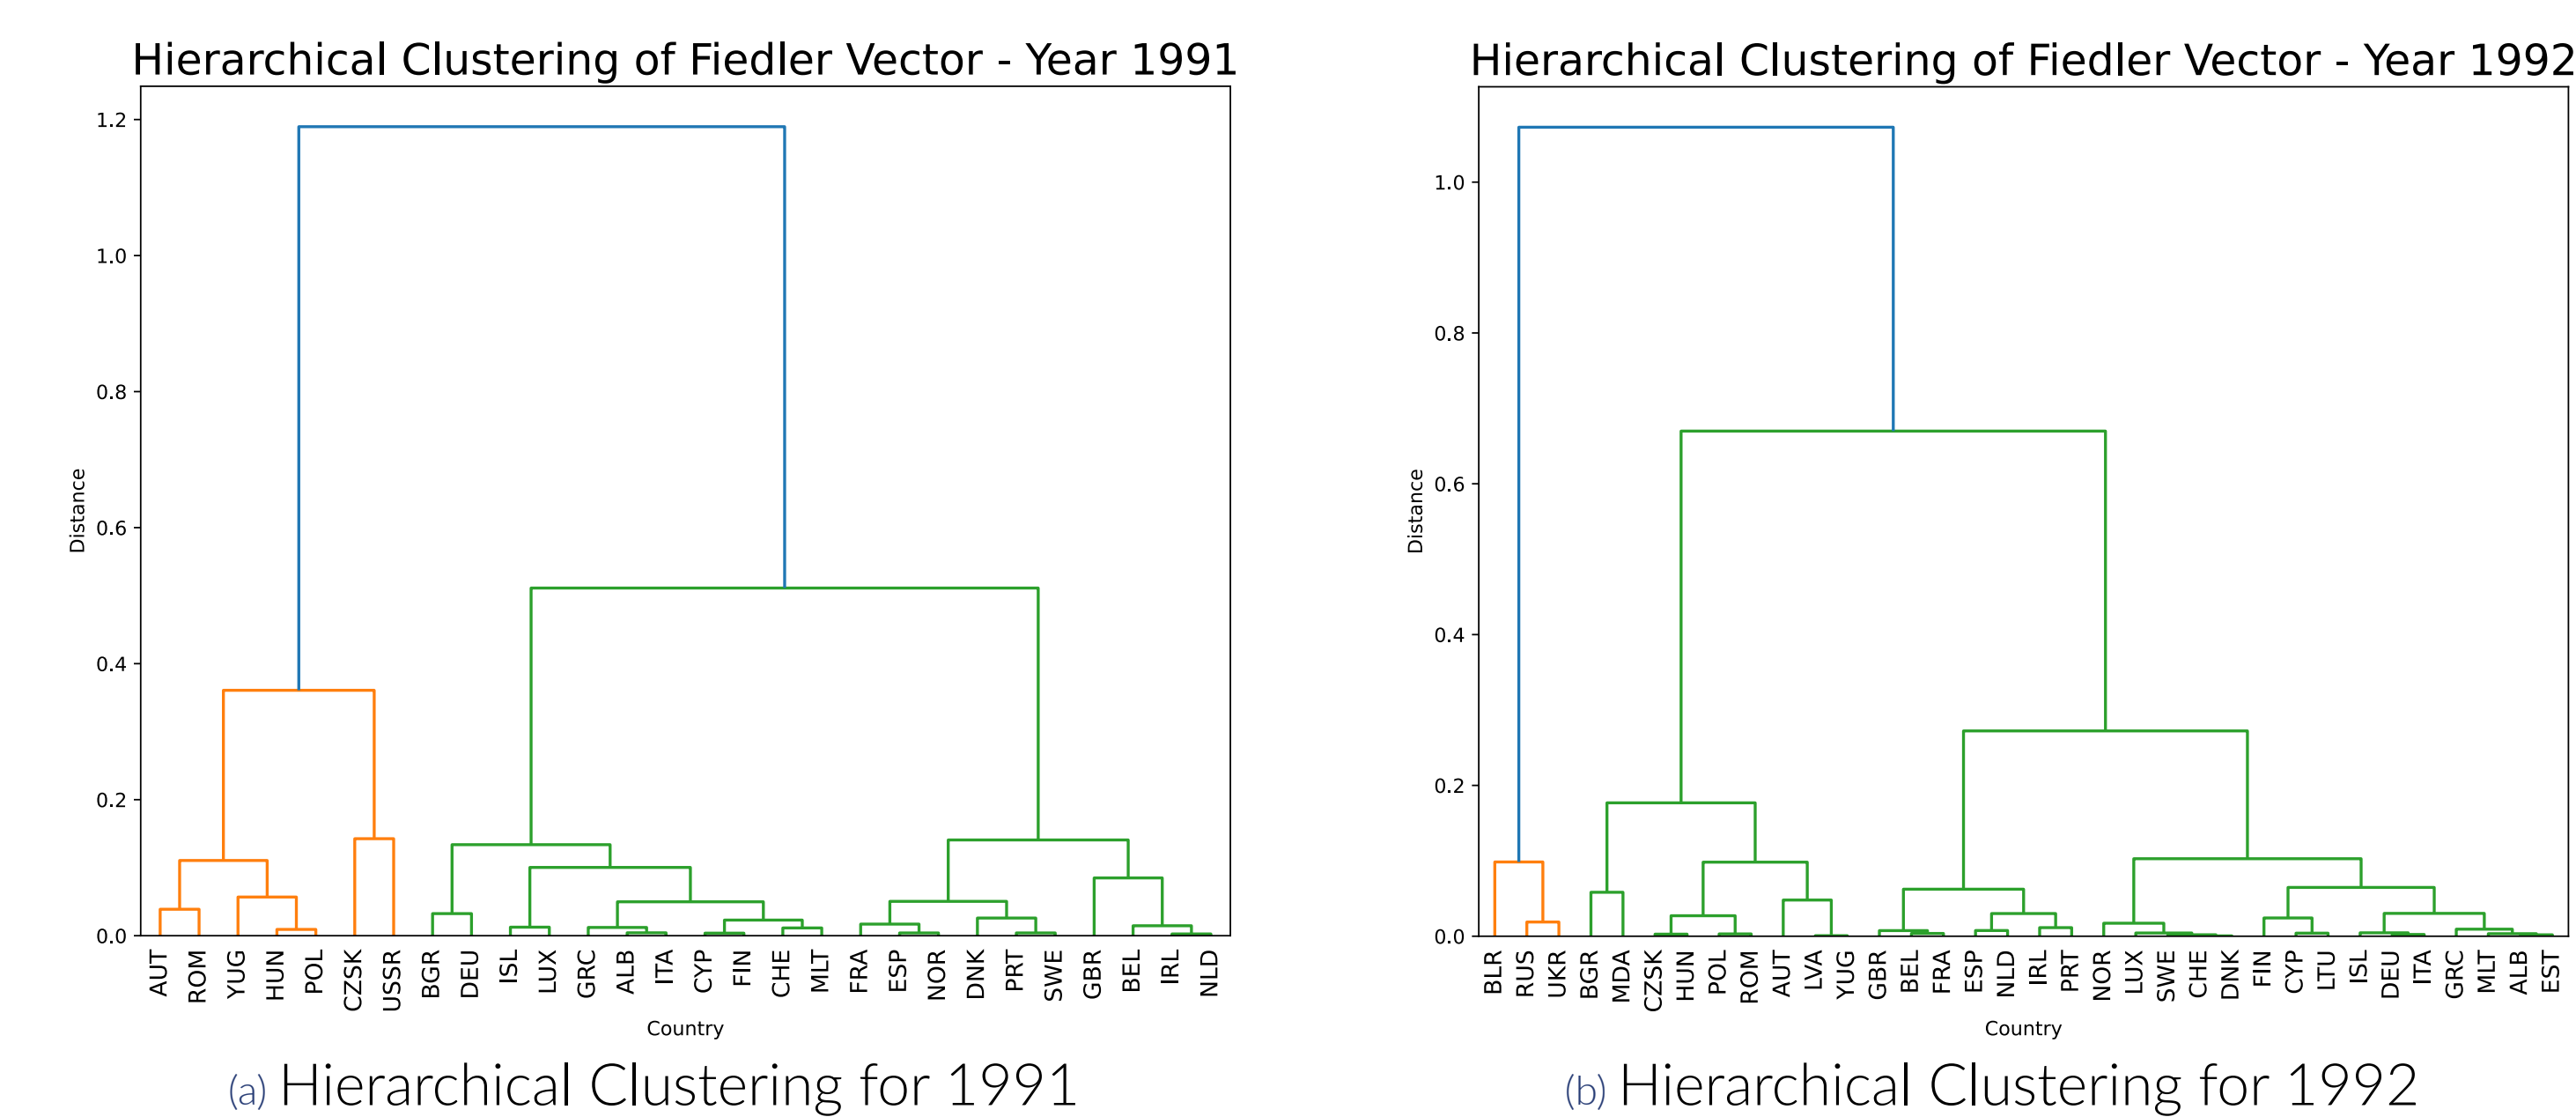 Hierarchical Clustering of Fiedler Vector - Year 1991
1.2
1.0
0.8
0.6
0.4
0.2
0.0
Distance
AUT ROM YUG HUN POL CZSK USSR BGR DEU ISL LUX GRC ALB ITA CYP FIN CHE MLT FRA ESP NOR DNK PRT SWE GBR BEL IRL NLD
Country
(a) Hierarchical Clustering for 1991
Hierarchical Clustering of Fiedler Vector - Year 1992
1.0
0.8
0.6
0.4
0.2
0.0
Distance
BLR RUS UKR BGR MDA CZSK HUN POL ROM AUT LVA YUG GBR BEL FRA ESP NLD IRL PRT NOR LUX SWE CHE DNK FIN CYP LTU ISL DEU ITA GRC MLT ALB EST
Country
(b) Hierarchical Clustering for 1992